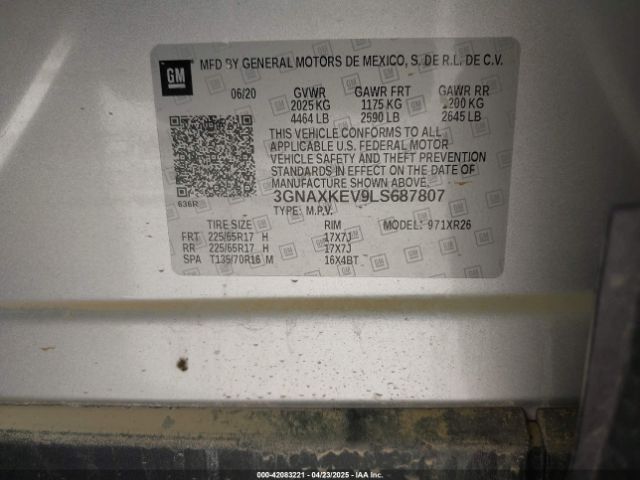 GM
MFD BY GENERAL MOTORS DE MEXICO, S. DE R.L. DE C.V.
06/20 GVWR GAWR FRT GAWR RR
2025 KG 1175 KG 1200 KG
4464 LB 2590 LB 2645 LB
THIS VEHICLE CONFORMS TO ALL
APPLICABLE U.S. FEDERAL MOTOR
VEHICLE SAFETY AND THEFT PREVENTION
STANDARDS IN EFFECT ON THE DATE OF
MANUFACTURE SHOWN ABOVE.
636R 3GNAXKEV9LS687807
TYPE: M.P.V.
TIRE SIZE RIM MODEL: 971XR26
FRT 225/65R17 H 17X7J
RR 225/65R17 H 17X7J
SPA T135/70R16 M 16X4BT
000-42083221 - 04/23/2025 - IAAI.COM